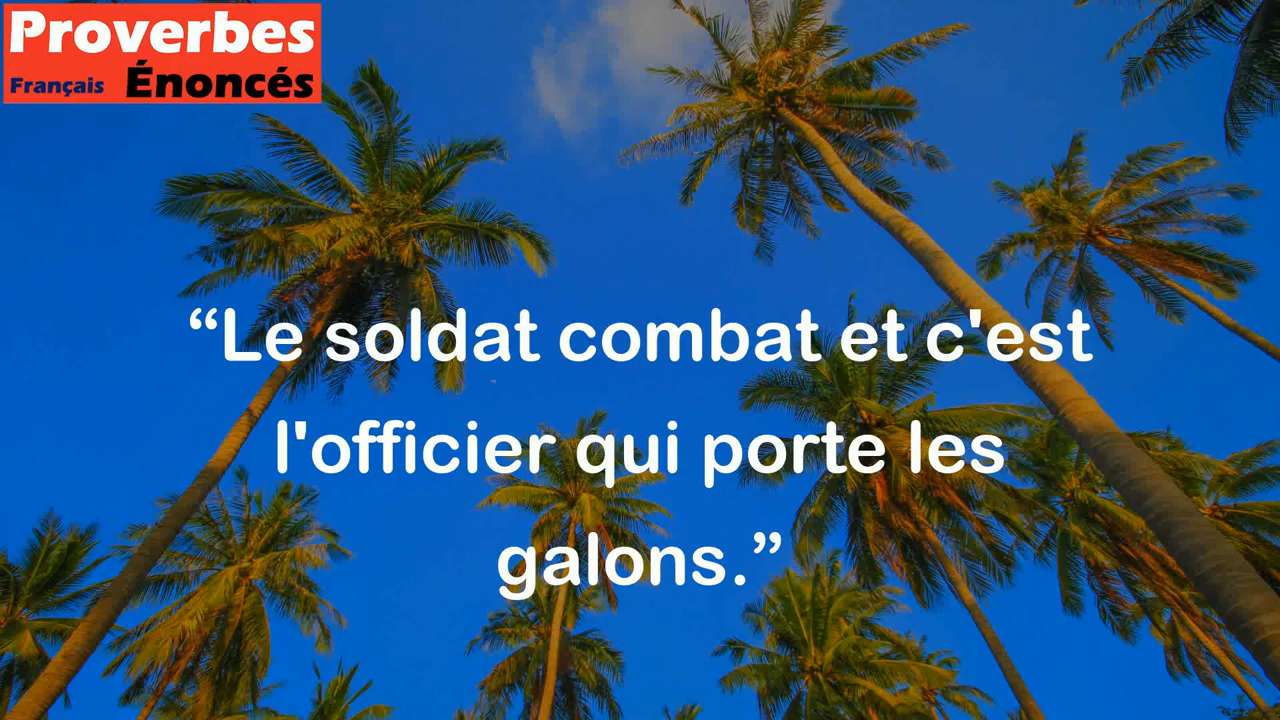 Proverbes
Français Énoncés
“Le soldat combat et c'est
l'officier qui porte les
galons.”